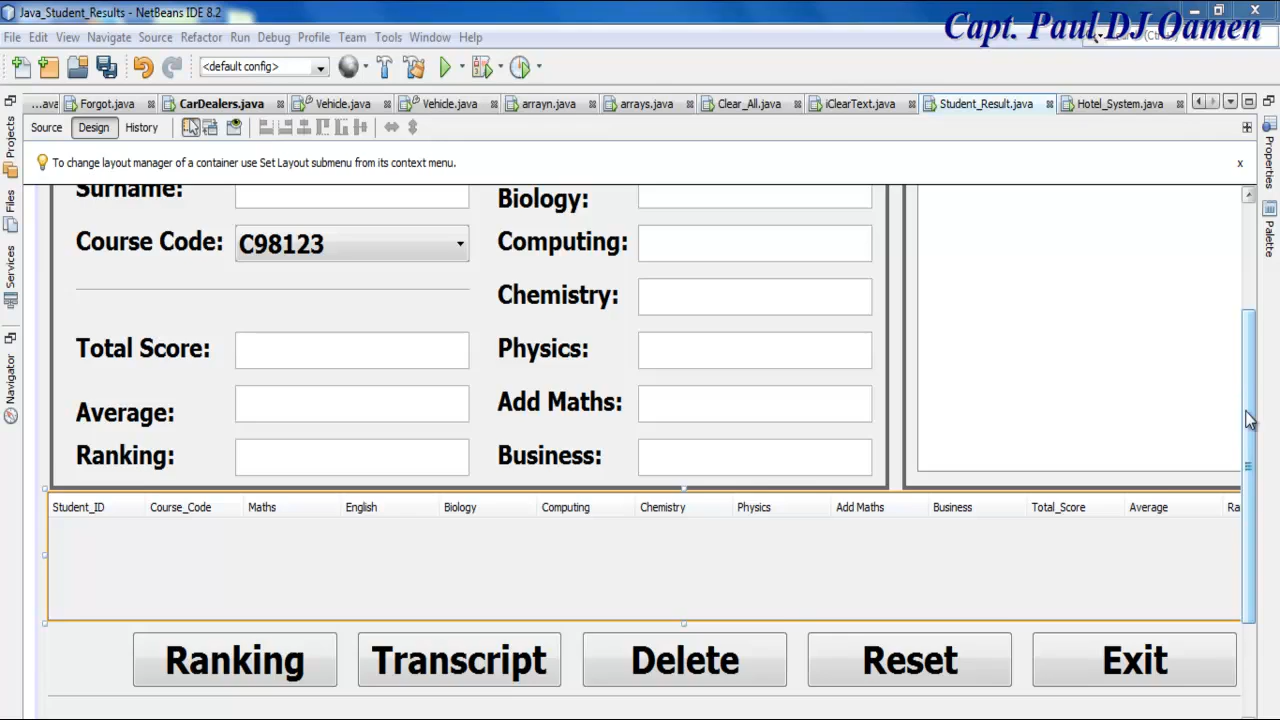 Java_Student_Results - NetBeans IDE 8.2
Capt. Paul DJ Oamen
File Edit View Navigate Source Refactor Run Debug Profile Team Tools Window Help
<default config>
...ava Forgot.java CarDealers.java Vehicle.java Vehicle.java arrayn.java arrays.java Clear_All.java iClearText.java Student_Result.java Hotel_System.java
Source Design History
To change layout manager of a container use Set Layout submenu from its context menu.
x
Projects
Files
Services
Navigator
Properties
Palette
Surname:
Biology:
Course Code: C98123
Computing:
Chemistry:
Total Score:
Physics:
Average:
Add Maths:
Ranking:
Business:
Student_ID Course_Code Maths English Biology Computing Chemistry Physics Add Maths Business Total_Score Average Ra
Ranking Transcript Delete Reset Exit